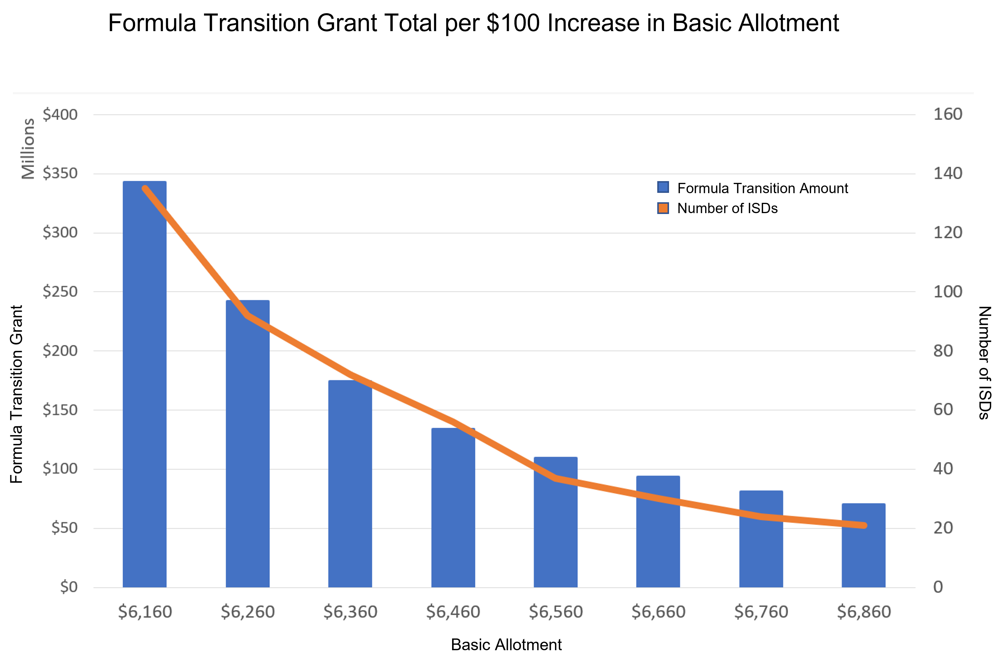 Formula Transition Grant Total per $100 Increase in Basic Allotment
Millions
$400
$350
$300
$250
$200
$150
$100
$50
$0
Formula Transition Grant
160
140
120
100
80
60
40
20
0
Number of ISDs
Formula Transition Amount
Number of ISDs
$6,160 $6,260 $6,360 $6,460 $6,560 $6,660 $6,760 $6,860
Basic Allotment